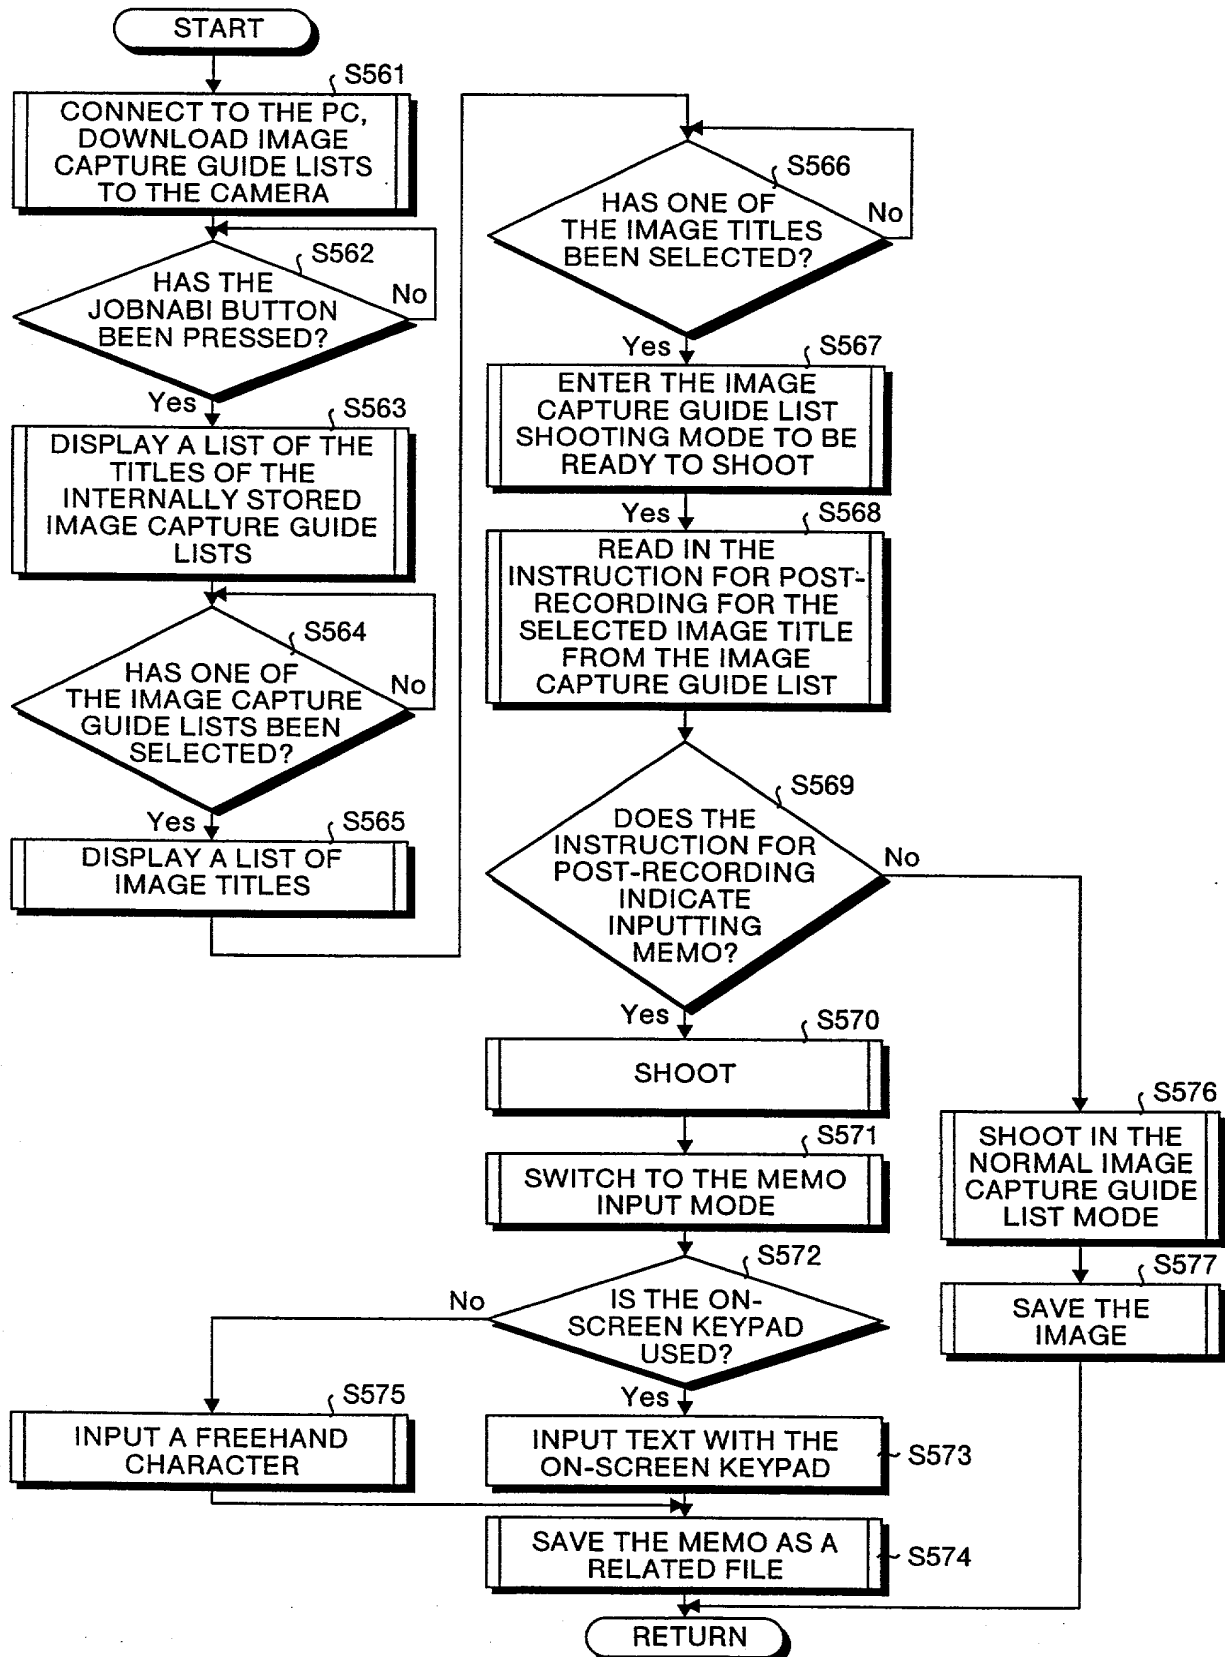 START
S561
CONNECT TO THE PC,
DOWNLOAD IMAGE
CAPTURE GUIDE LISTS
TO THE CAMERA
S562
HAS THE
JOBNABI BUTTON
BEEN PRESSED?
No
Yes
S563
DISPLAY A LIST OF THE
TITLES OF THE
INTERNALLY STORED
IMAGE CAPTURE GUIDE
LISTS
S564
HAS ONE OF
THE IMAGE CAPTURE
GUIDE LISTS BEEN
SELECTED?
No
Yes
S565
DISPLAY A LIST OF
IMAGE TITLES
S566
HAS ONE OF
THE IMAGE TITLES
BEEN SELECTED?
No
Yes
S567
ENTER THE IMAGE
CAPTURE GUIDE LIST
SHOOTING MODE TO BE
READY TO SHOOT
Yes
S568
READ IN THE
INSTRUCTION FOR POST-
RECORDING FOR THE
SELECTED IMAGE TITLE
FROM THE IMAGE
CAPTURE GUIDE LIST
S569
DOES THE
INSTRUCTION FOR
POST-RECORDING
INDICATE
INPUTTING
MEMO?
No
Yes
S570
SHOOT
S571
SWITCH TO THE MEMO
INPUT MODE
S572
IS THE ON-
SCREEN KEYPAD
USED?
No
Yes
S573
INPUT TEXT WITH THE
ON-SCREEN KEYPAD
S575
INPUT A FREEHAND
CHARACTER
S574
SAVE THE MEMO AS A
RELATED FILE
S576
SHOOT IN THE
NORMAL IMAGE
CAPTURE GUIDE
LIST MODE
S577
SAVE THE
IMAGE
RETURN